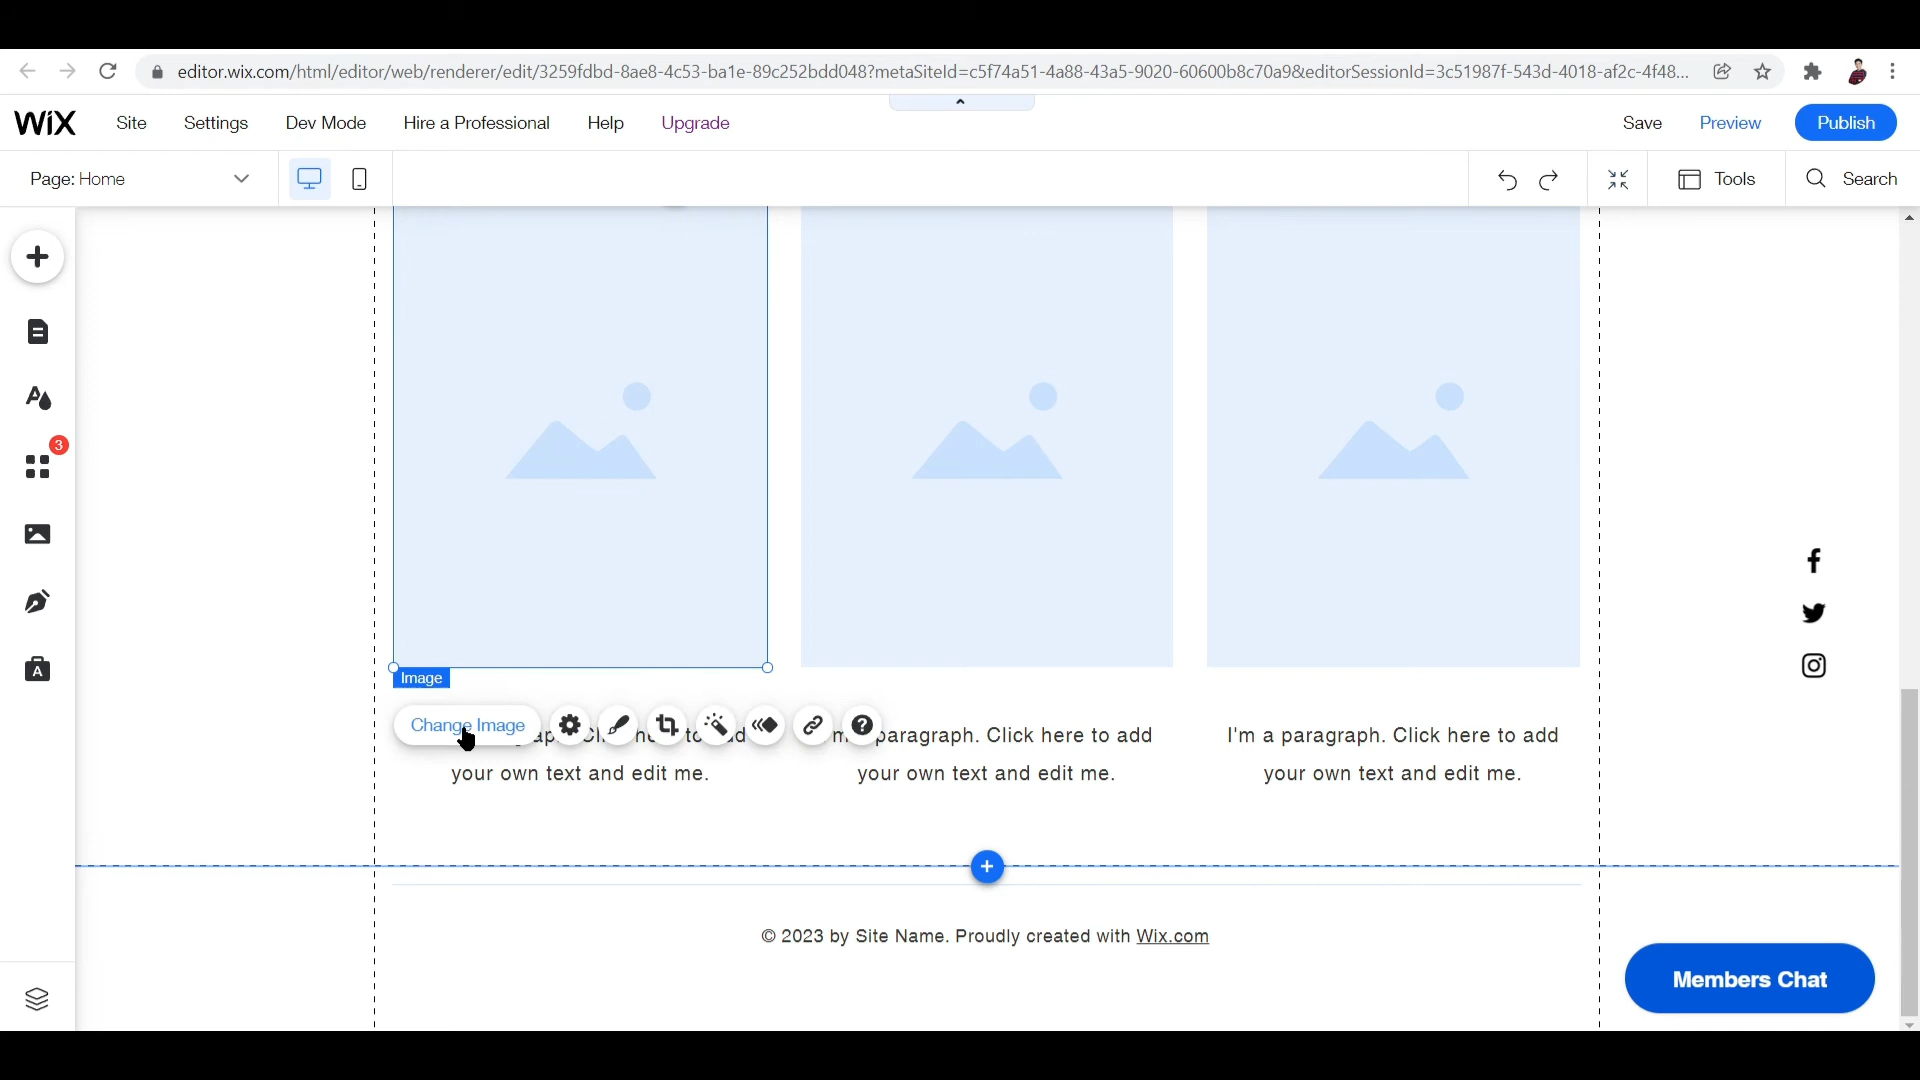 editor.wix.com/html/editor/web/renderer/edit/3259fdbd-8ae8-4c53-ba1e-89c252bdd048?metaSiteId=c5f74a51-4a88-43a5-9020-60600b8c70a9&editorSessionId=3c51987f-543d-4018-af2c-4f48...
WiX Site Settings Dev Mode Hire a Professional Help Upgrade Save Preview Publish
Page: Home Tools Search
3
Image
Change Image
paragraph. Click here to add
I'm a paragraph. Click here to add
your own text and edit me.
your own text and edit me.
your own text and edit me.
© 2023 by Site Name. Proudly created with Wix.com
Members Chat